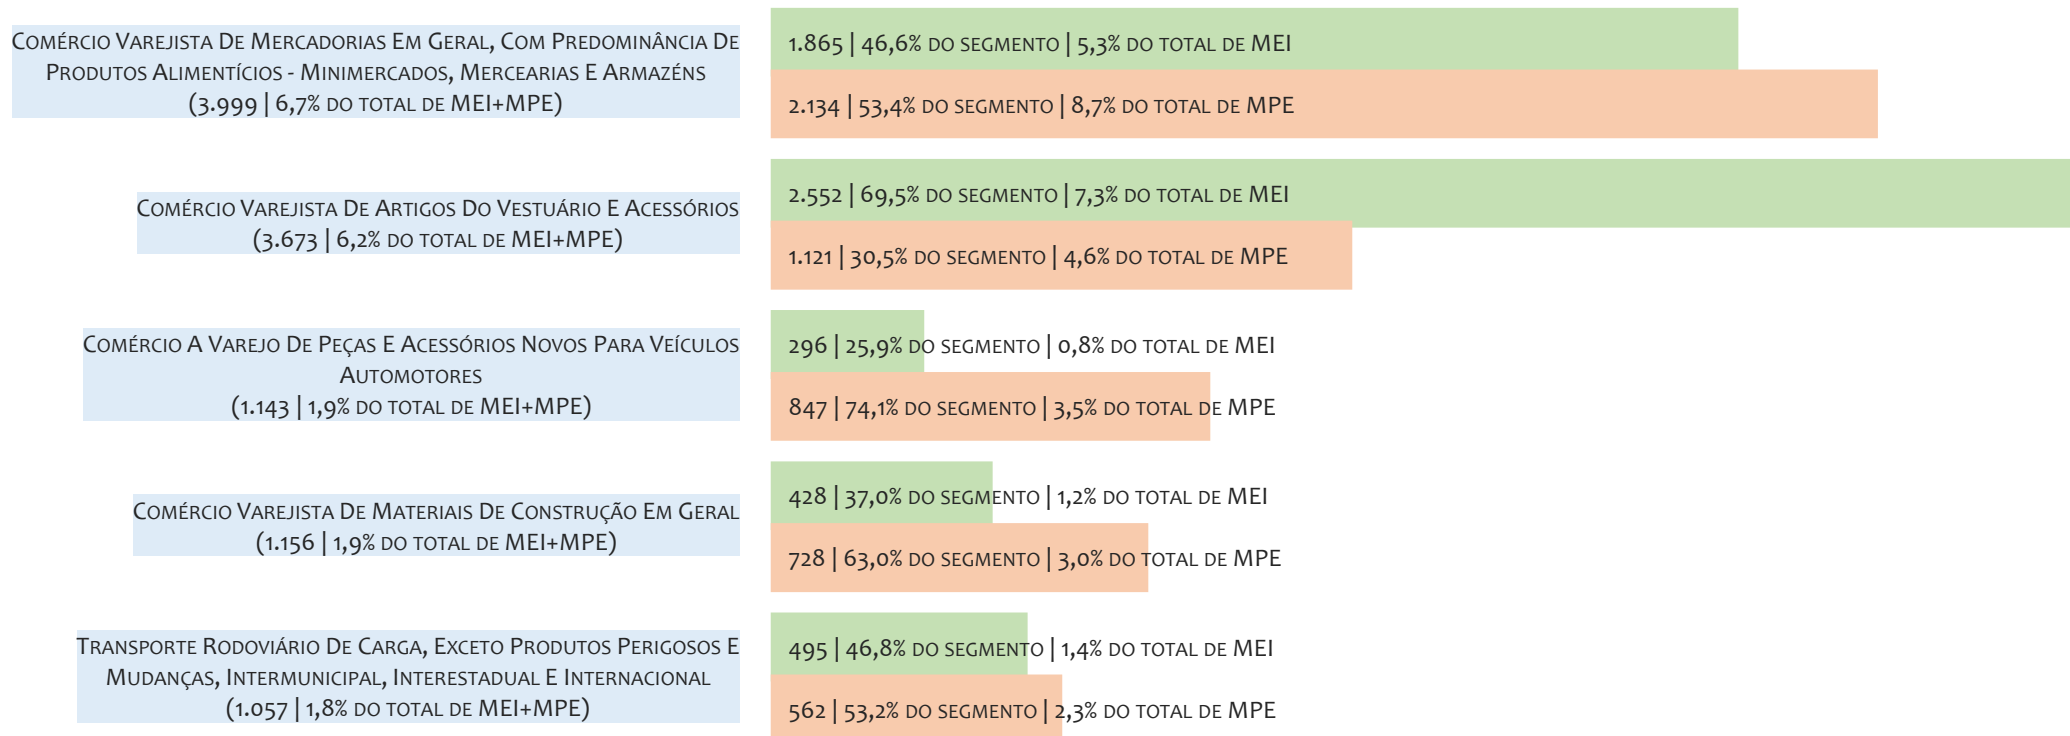 Comércio Varejista De Mercadorias Em Geral, Com Predominância De
Produtos Alimentícios - Minimercados, Mercearias E Armazéns
(3.999 | 6,7% do total de MEI+MPE)
1.865 | 46,6% do segmento | 5,3% do total de MEI
2.134 | 53,4% do segmento | 8,7% do total de MPE
Comércio Varejista De Artigos Do Vestuário E Acessórios
(3.673 | 6,2% do total de MEI+MPE)
2.552 | 69,5% do segmento | 7,3% do total de MEI
1.121 | 30,5% do segmento | 4,6% do total de MPE
Comércio A Varejo De Peças E Acessórios Novos Para Veículos
Automotores
(1.143 | 1,9% do total de MEI+MPE)
296 | 25,9% do segmento | 0,8% do total de MEI
847 | 74,1% do segmento | 3,5% do total de MPE
Comércio Varejista De Materiais De Construção Em Geral
(1.156 | 1,9% do total de MEI+MPE)
428 | 37,0% do segmento | 1,2% do total de MEI
728 | 63,0% do segmento | 3,0% do total de MPE
Transporte Rodoviário De Carga, Exceto Produtos Perigosos E
Mudanças, Intermunicipal, Interestadual E Internacional
(1.057 | 1,8% do total de MEI+MPE)
495 | 46,8% do segmento | 1,4% do total de MEI
562 | 53,2% do segmento | 2,3% do total de MPE